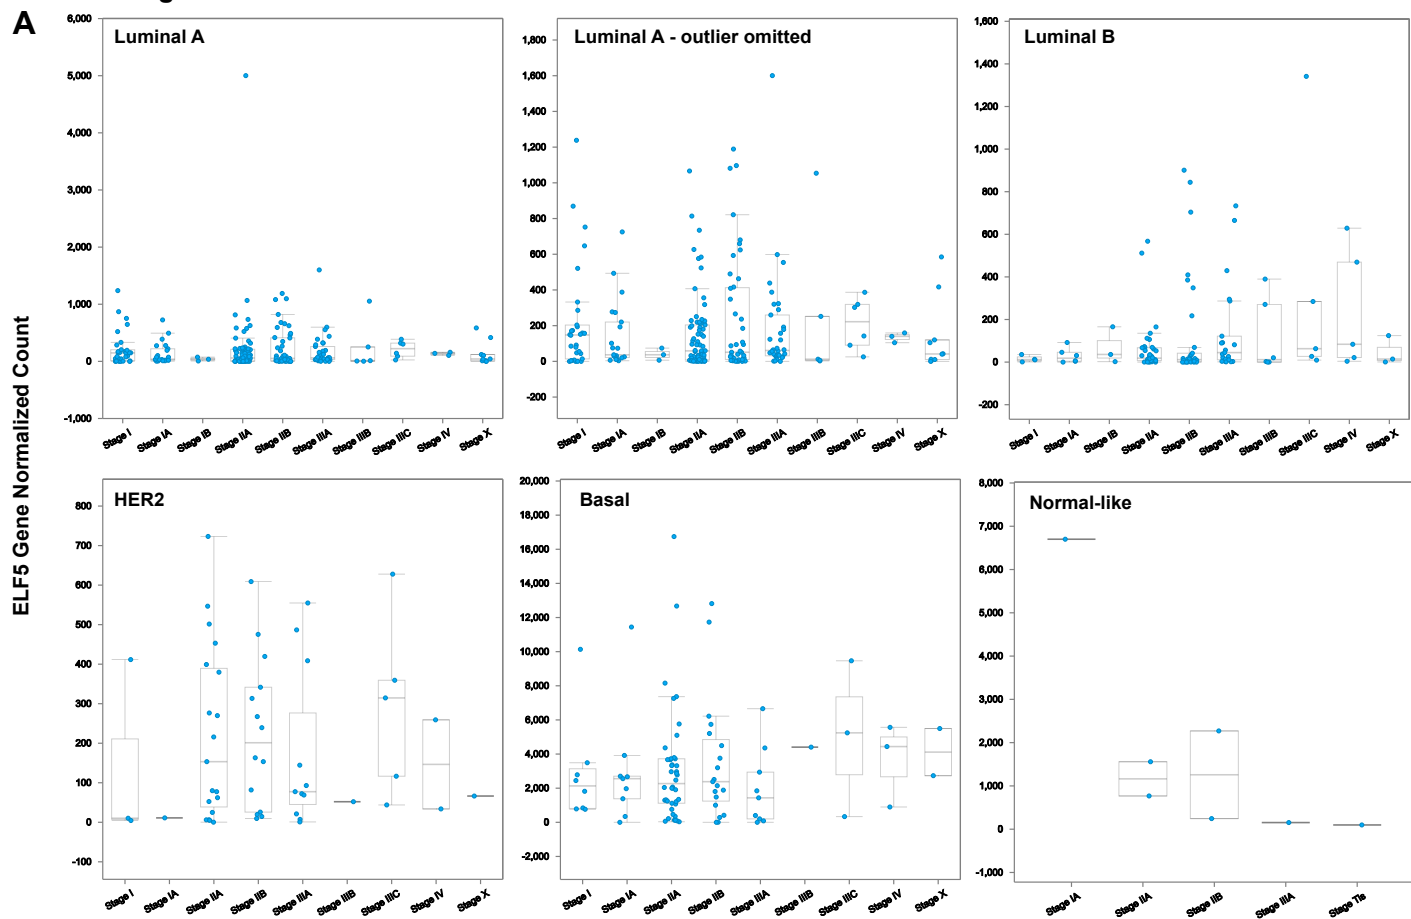 A
ELF5 Gene Normalized Count
Luminal A
6,000
5,000
4,000
3,000
2,000
1,000
0
-1,000
Stage I
Stage IA
Stage IB
Stage IIA
Stage IIB
Stage IIIA
Stage IIIB
Stage IIIC
Stage IV
Stage X
Luminal A - outlier omitted
1,800
1,600
1,400
1,200
1,000
800
600
400
200
0
-200
Stage I
Stage IA
Stage IB
Stage IIA
Stage IIB
Stage IIIA
Stage IIIB
Stage IIIC
Stage IV
Stage X
Luminal B
1,600
1,400
1,200
1,000
800
600
400
200
0
-200
Stage I
Stage IA
Stage IB
Stage IIA
Stage IIB
Stage IIIA
Stage IIIB
Stage IIIC
Stage IV
Stage X
HER2
800
700
600
500
400
300
200
100
0
-100
Stage I
Stage IA
Stage IIA
Stage IIB
Stage IIIA
Stage IIIB
Stage IIIC
Stage IV
Stage X
Basal
20,000
18,000
16,000
14,000
12,000
10,000
8,000
6,000
4,000
2,000
0
-2,000
Stage I
Stage IA
Stage IIA
Stage IIB
Stage IIIA
Stage IIIB
Stage IIIC
Stage IV
Stage X
Normal-like
8,000
7,000
6,000
5,000
4,000
3,000
2,000
1,000
0
-1,000
Stage IA
Stage IIA
Stage IIB
Stage IIIA
Stage Tis